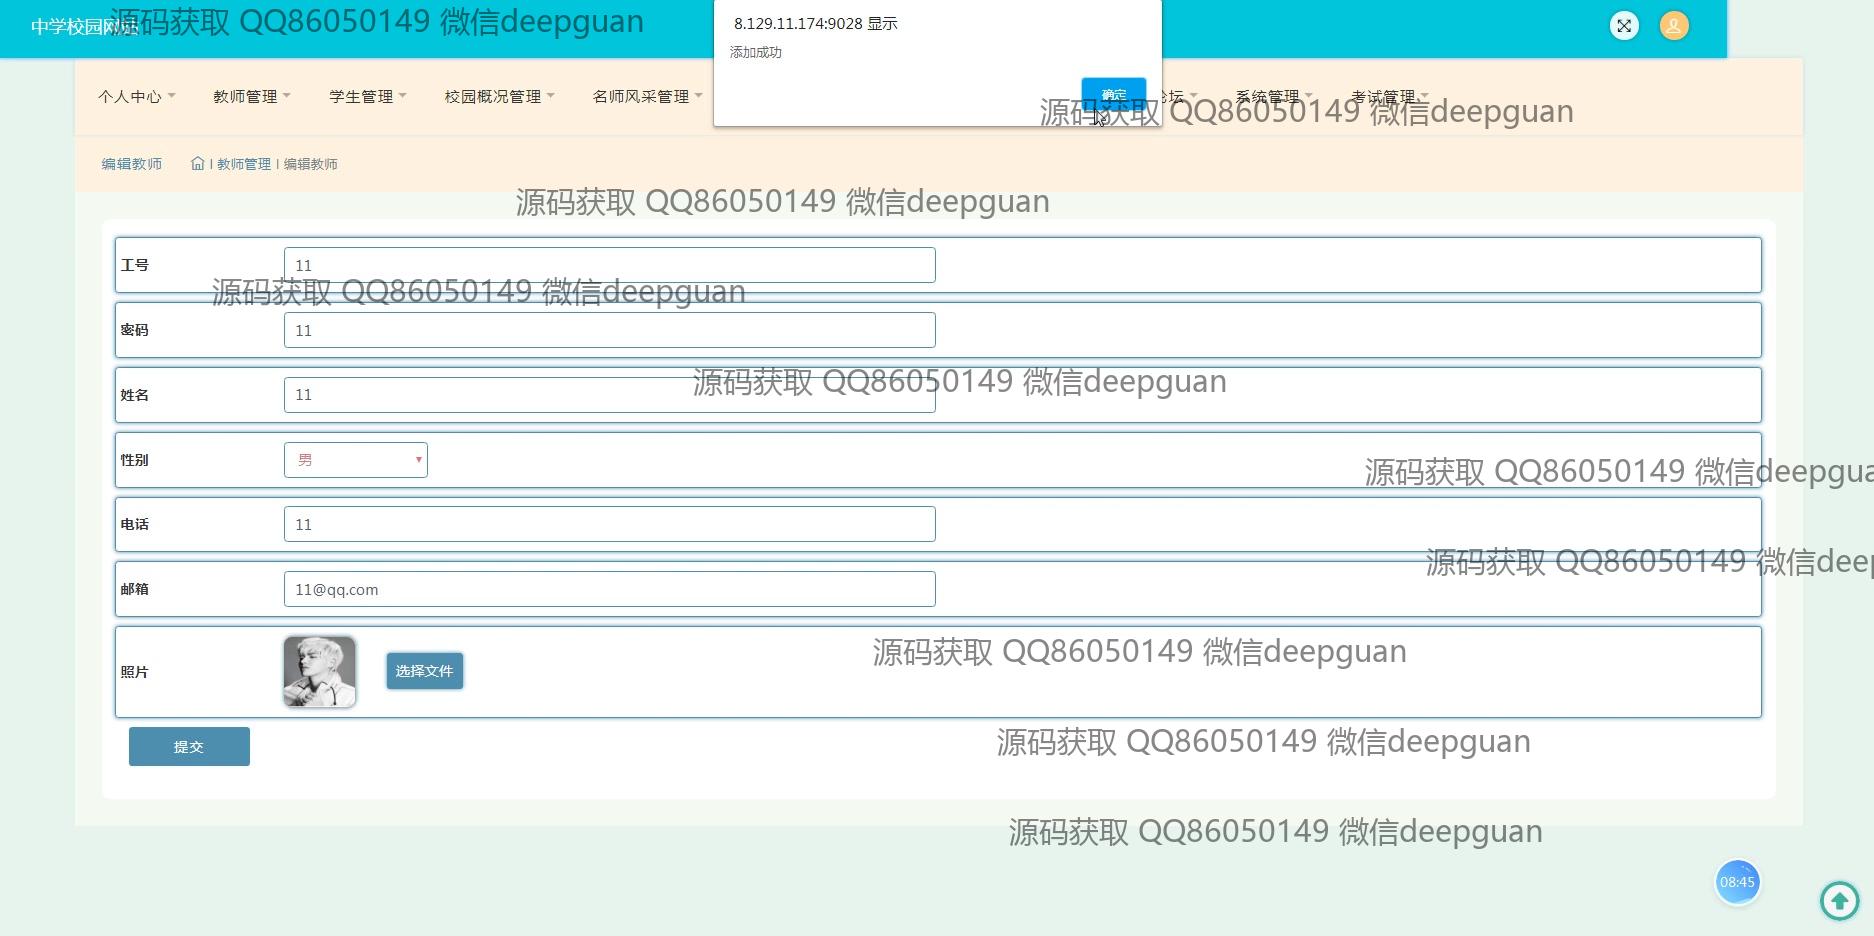 中学校园网站
源码获取 QQ86050149 微信deepguan
8.129.11.174:9028 显示
添加成功
确定
个人中心
教师管理
学生管理
校园概况管理
名师风采管理
论坛
系统管理
考试管理
源码获取 QQ86050149 微信deepguan
编辑教师
教师管理 | 编辑教师
源码获取 QQ86050149 微信deepguan
工号 11
源码获取 QQ86050149 微信deepguan
密码 11
姓名 11
源码获取 QQ86050149 微信deepguan
性别 男
源码获取 QQ86050149 微信deepgua
电话 11
源码获取 QQ86050149 微信deep
邮箱 11@qq.com
源码获取 QQ86050149 微信deepguan
照片 选择文件
提交
源码获取 QQ86050149 微信deepguan
源码获取 QQ86050149 微信deepguan
08:45